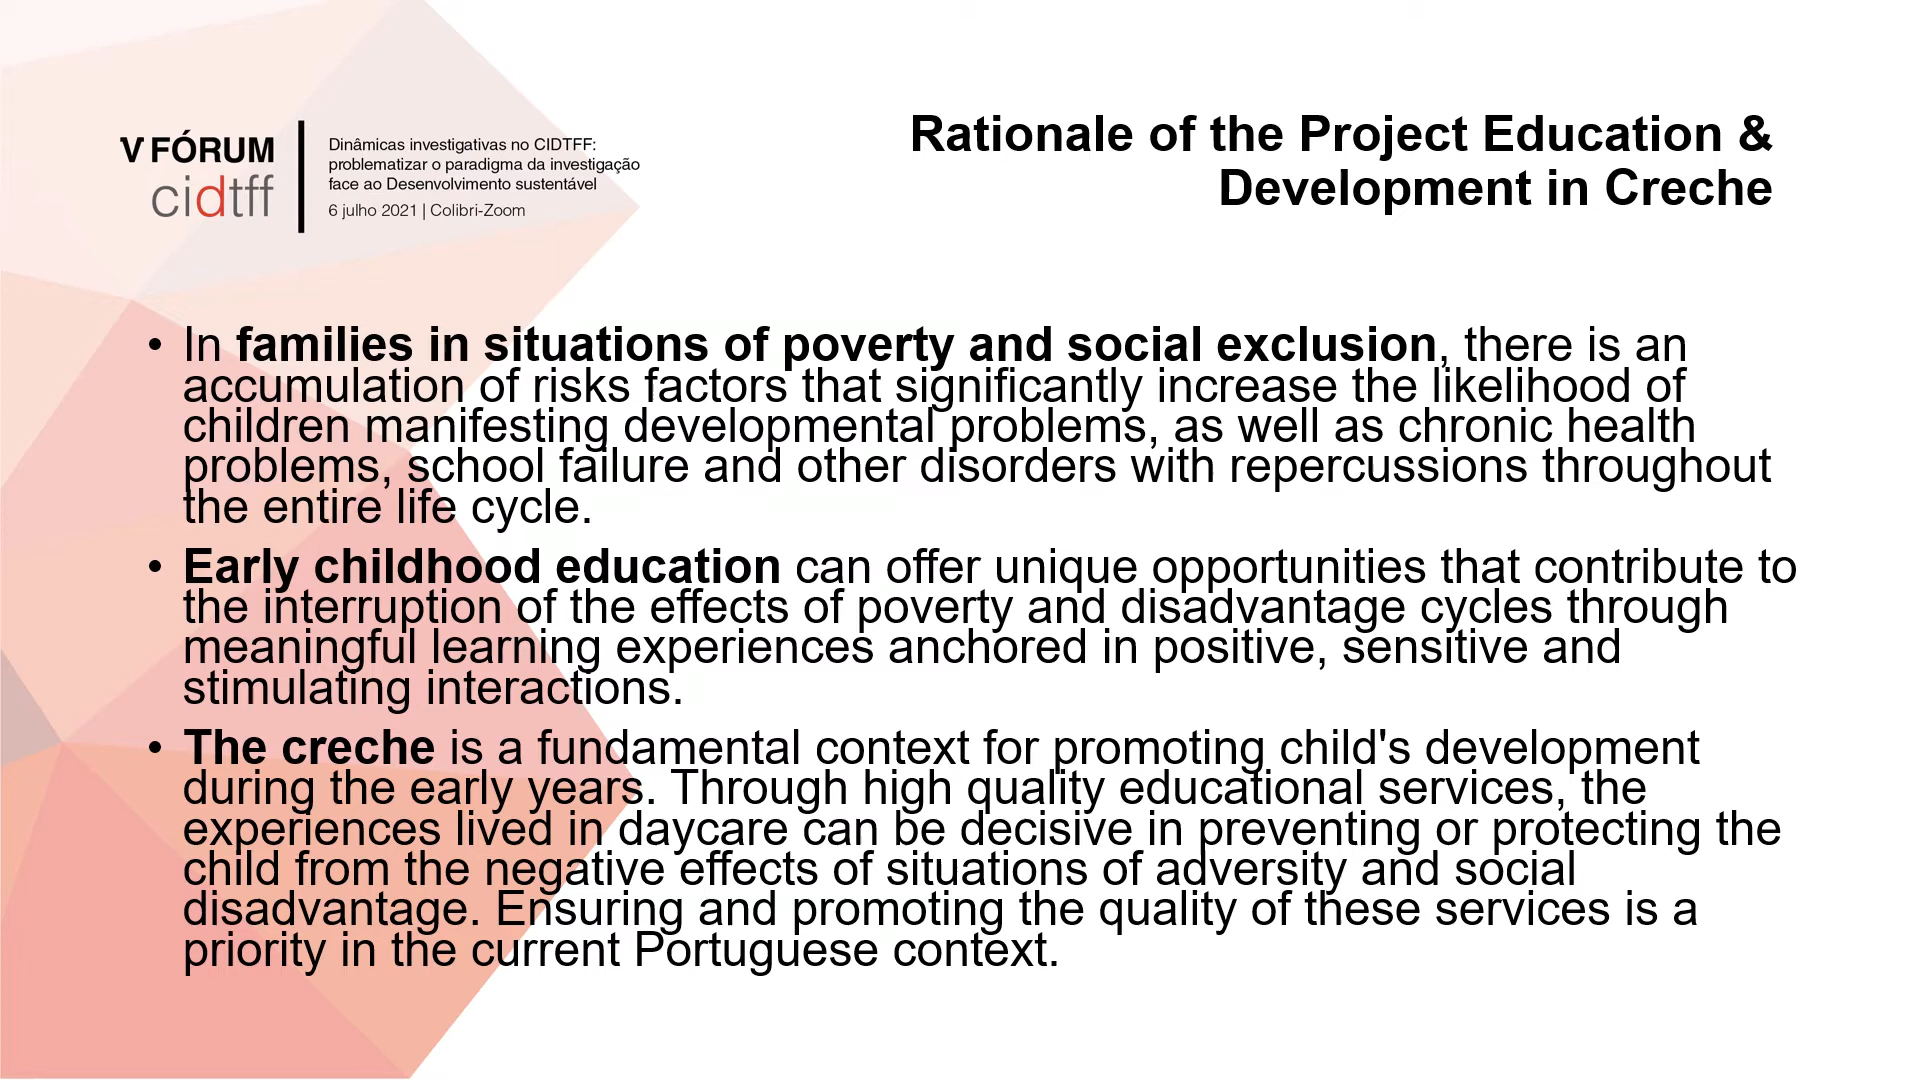 V FÓRUM
cidtff
Dinâmicas investigativas no CIDTFF:
problematizar o paradigma da investigação
face ao Desenvolvimento sustentável
6 julho 2021 | Colibri-Zoom
Rationale of the Project Education &
Development in Creche
• In families in situations of poverty and social exclusion, there is an
accumulation of risks factors that significantly increase the likelihood of
children manifesting developmental problems, as well as chronic health
problems, school failure and other disorders with repercussions throughout
the entire life cycle.
• Early childhood education can offer unique opportunities that contribute to
the interruption of the effects of poverty and disadvantage cycles through
meaningful learning experiences anchored in positive, sensitive and
stimulating interactions.
• The creche is a fundamental context for promoting child's development
during the early years. Through high quality educational services, the
experiences lived in daycare can be decisive in preventing or protecting the
child from the negative effects of situations of adversity and social
disadvantage. Ensuring and promoting the quality of these services is a
priority in the current Portuguese context.